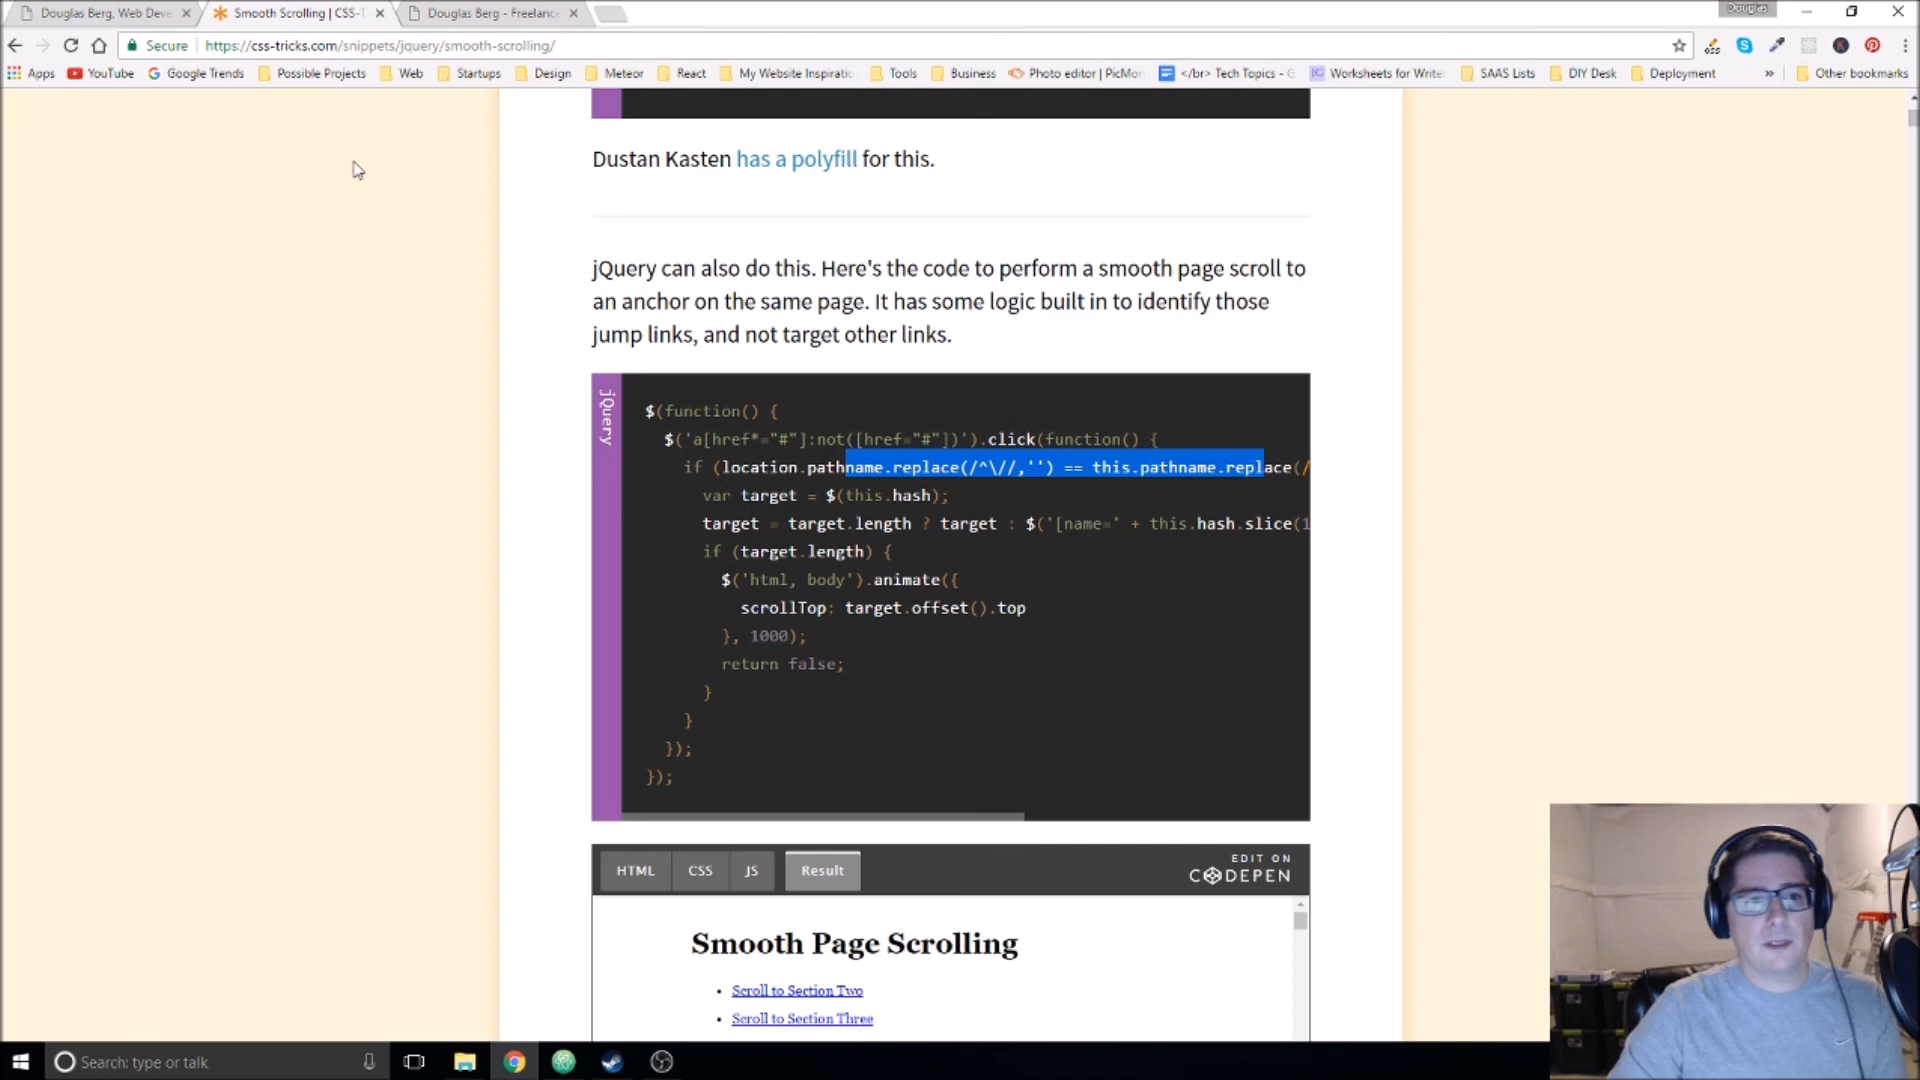 Douglas Berg, Web Deve
Smooth Scrolling | CSS-T
Douglas Berg - Freelance
Douglas
Secure
https://css-tricks.com/snippets/jquery/smooth-scrolling/
Apps
YouTube
Google Trends
Possible Projects
Web
Startups
Design
Meteor
React
My Website Inspiratio
Tools
Business
Photo editor | PicMon
</br> Tech Topics - G
Worksheets for Writer
SAAS Lists
DIY Desk
Deployment
»
Other bookmarks
Dustan Kasten has a polyfill for this.
jQuery can also do this. Here's the code to perform a smooth page scroll to
an anchor on the same page. It has some logic built in to identify those
jump links, and not target other links.
jQuery
$(function() {
$('a[href*="#"]:not([href="#"])').click(function() {
if (location.pathname.replace(/^\//,'') == this.pathname.replace(/
var target = $(this.hash);
target = target.length ? target : $('[name=' + this.hash.slice(1
if (target.length) {
$('html, body').animate({
scrollTop: target.offset().top
}, 1000);
return false;
}
}
});
});
HTML
CSS
JS
Result
EDIT ON
CODEPEN
Smooth Page Scrolling
• Scroll to Section Two
• Scroll to Section Three
Search: type or talk